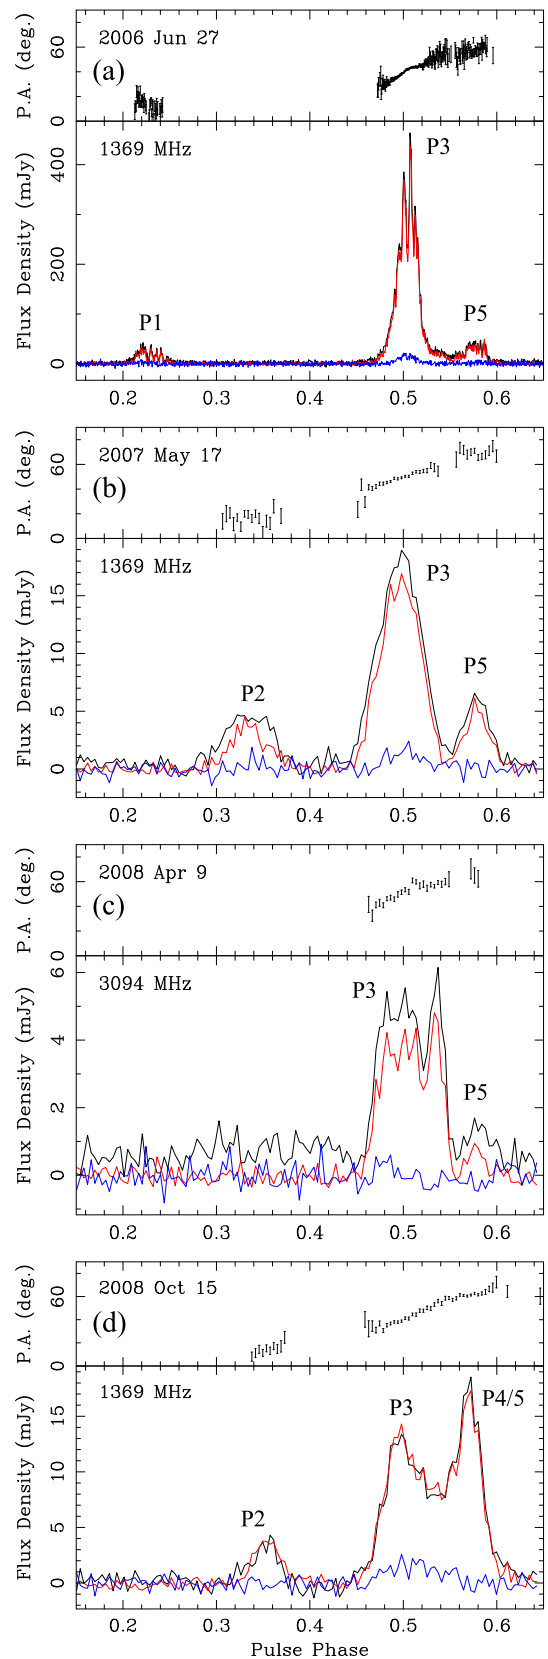 2006 Jun 27
(a)
P.A. (deg.)
0 60
1369 MHz
P3
P1
P5
Flux Density (mJy)
0 200 400
0.2 0.3 0.4 0.5 0.6
2007 May 17
(b)
P.A. (deg.)
0 60
1369 MHz
P3
P2
P5
Flux Density (mJy)
0 5 10 15
0.2 0.3 0.4 0.5 0.6
2008 Apr 9
(c)
P.A. (deg.)
0 60
3094 MHz
P3
P5
Flux Density (mJy)
0 2 4 6
0.2 0.3 0.4 0.5 0.6
2008 Oct 15
(d)
P.A. (deg.)
0 60
1369 MHz
P3
P4/5
P2
Flux Density (mJy)
0 5 10 15
0.2 0.3 0.4 0.5 0.6
Pulse Phase